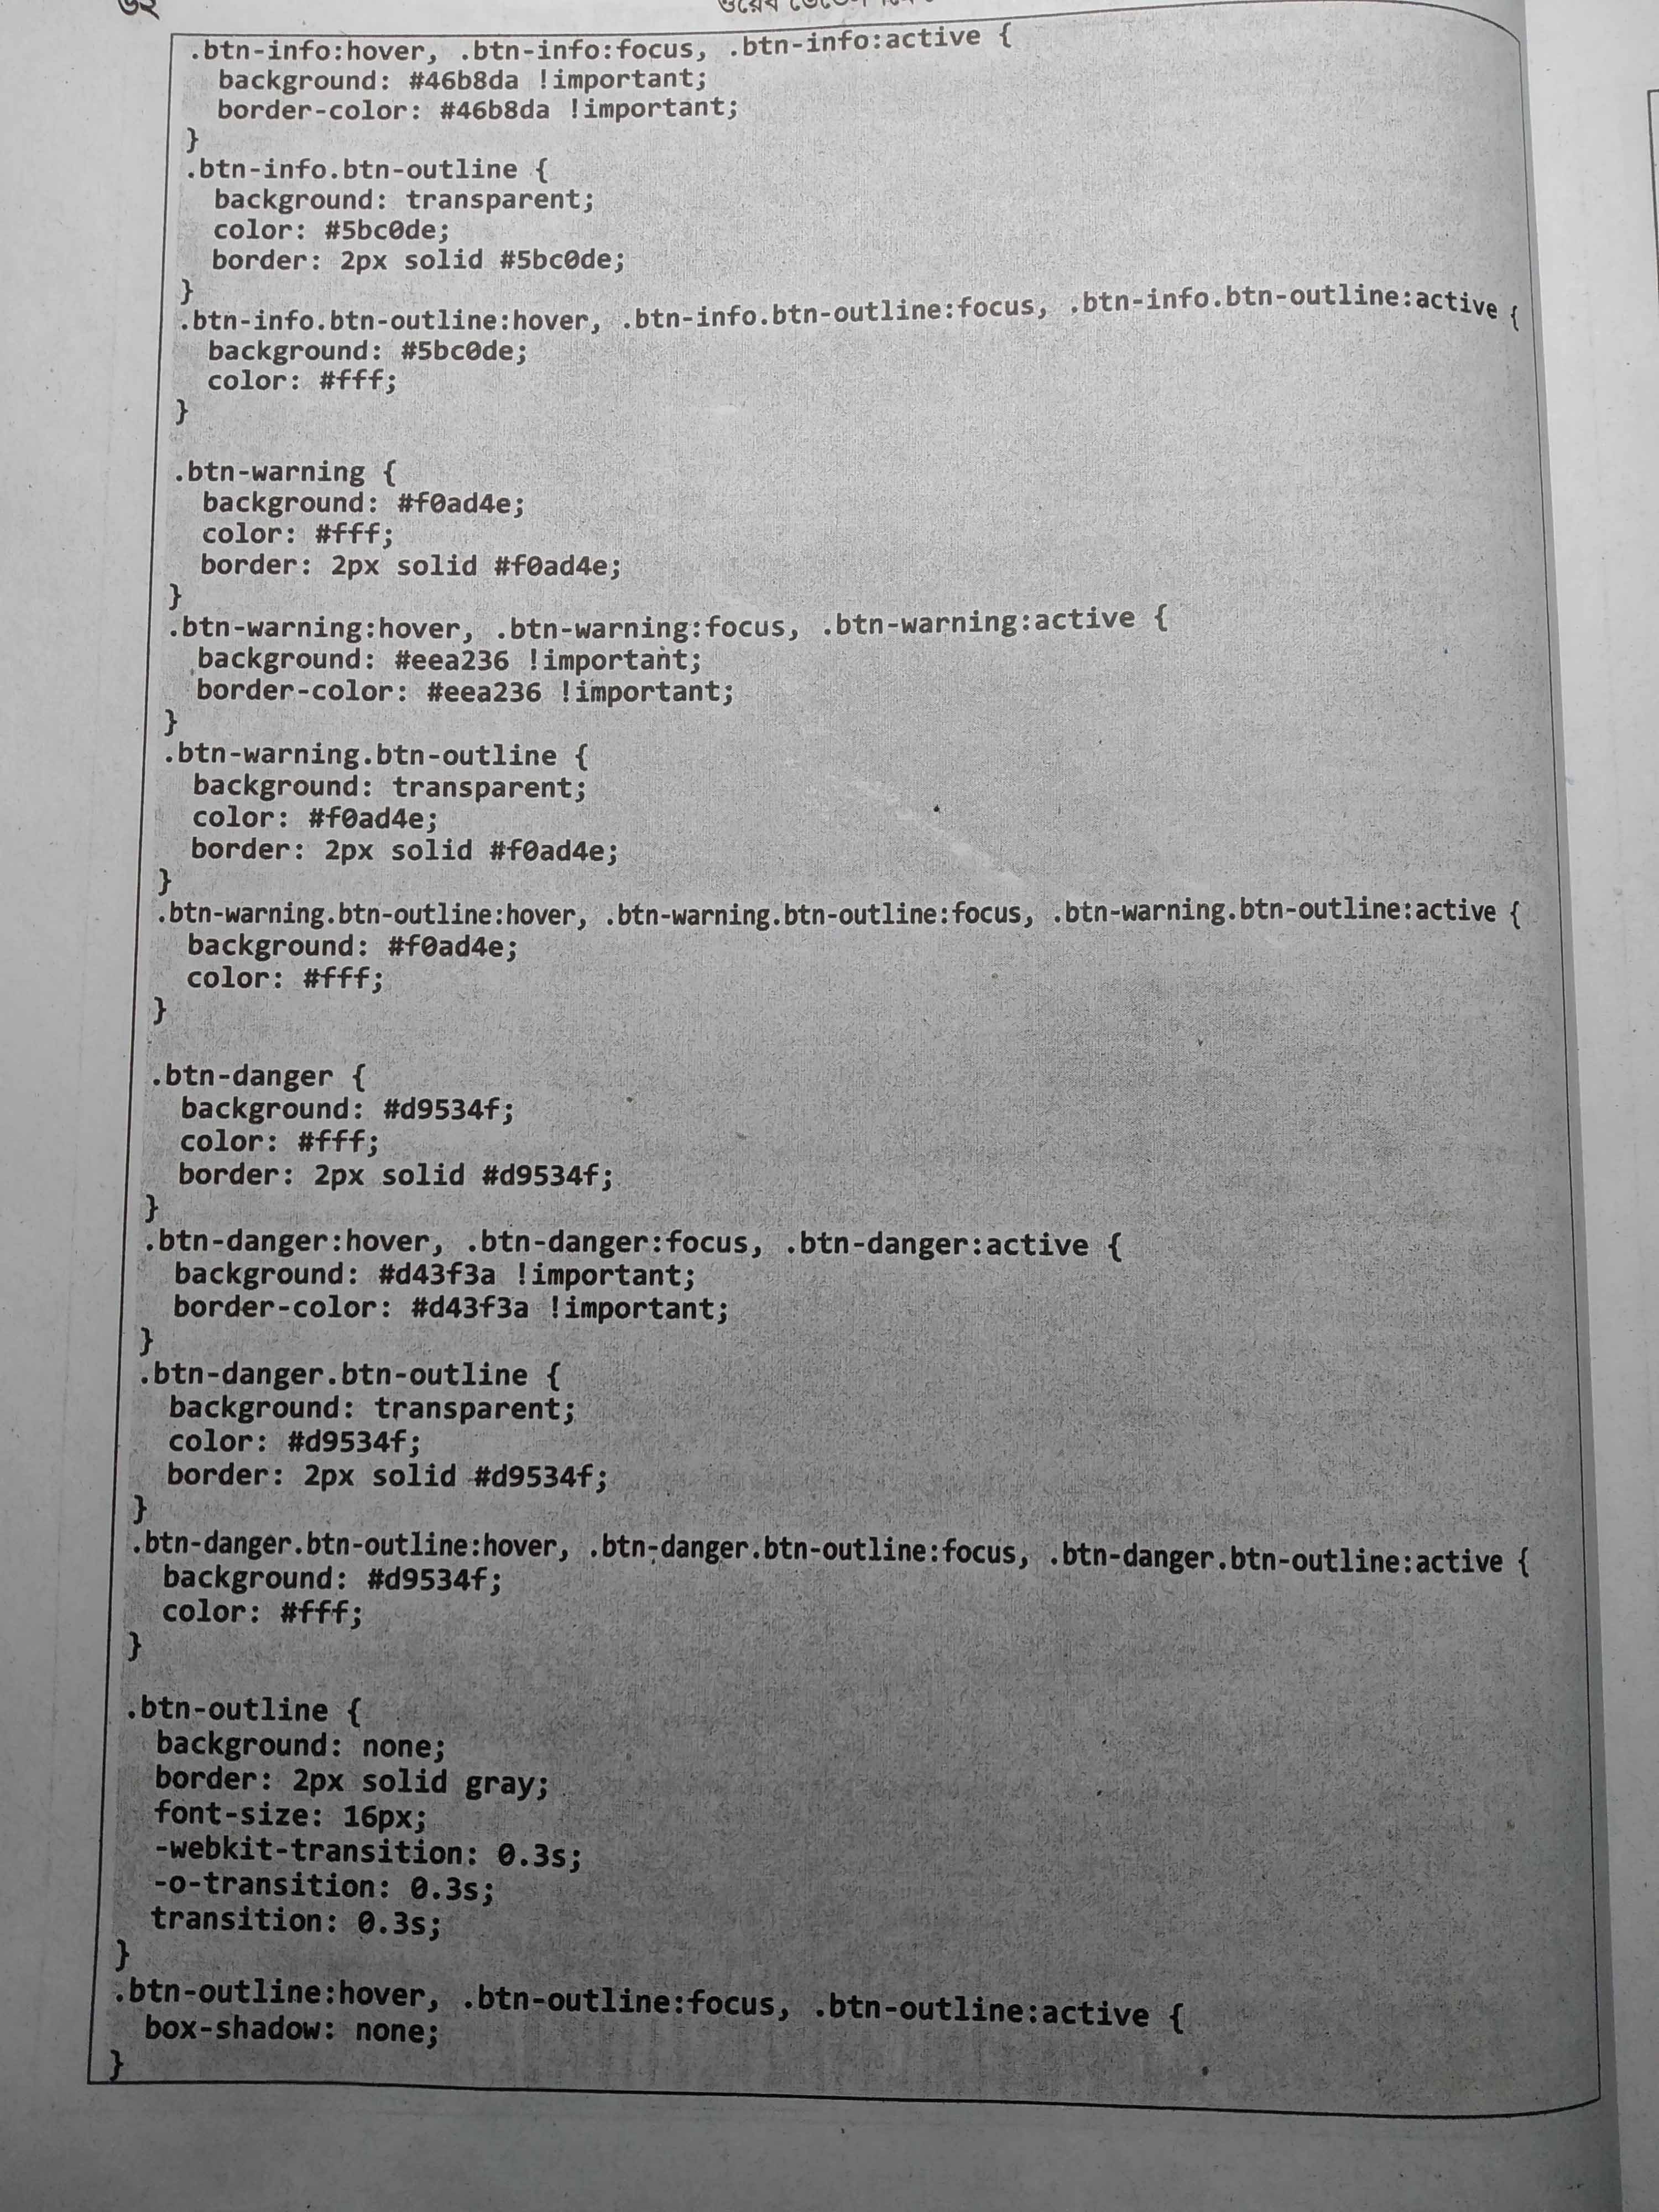 ৩২
.btn-info:hover, .btn-info:focus, .btn-info:active {
  background: #46b8da !important;
  border-color: #46b8da !important;
}
.btn-info.btn-outline {
  background: transparent;
  color: #5bc0de;
  border: 2px solid #5bc0de;
}
.btn-info.btn-outline:hover, .btn-info.btn-outline:focus, .btn-info.btn-outline:active {
  background: #5bc0de;
  color: #fff;
}

.btn-warning {
  background: #f0ad4e;
  color: #fff;
  border: 2px solid #f0ad4e;
}
.btn-warning:hover, .btn-warning:focus, .btn-warning:active {
  background: #eea236 !important;
  border-color: #eea236 !important;
}
.btn-warning.btn-outline {
  background: transparent;
  color: #f0ad4e;
  border: 2px solid #f0ad4e;
}
.btn-warning.btn-outline:hover, .btn-warning.btn-outline:focus, .btn-warning.btn-outline:active {
  background: #f0ad4e;
  color: #fff;
}

.btn-danger {
  background: #d9534f;
  color: #fff;
  border: 2px solid #d9534f;
}
.btn-danger:hover, .btn-danger:focus, .btn-danger:active {
  background: #d43f3a !important;
  border-color: #d43f3a !important;
}
.btn-danger.btn-outline {
  background: transparent;
  color: #d9534f;
  border: 2px solid #d9534f;
}
.btn-danger.btn-outline:hover, .btn-danger.btn-outline:focus, .btn-danger.btn-outline:active {
  background: #d9534f;
  color: #fff;
}

.btn-outline {
  background: none;
  border: 2px solid gray;
  font-size: 16px;
  -webkit-transition: 0.3s;
  -o-transition: 0.3s;
  transition: 0.3s;
}
.btn-outline:hover, .btn-outline:focus, .btn-outline:active {
  box-shadow: none;
}